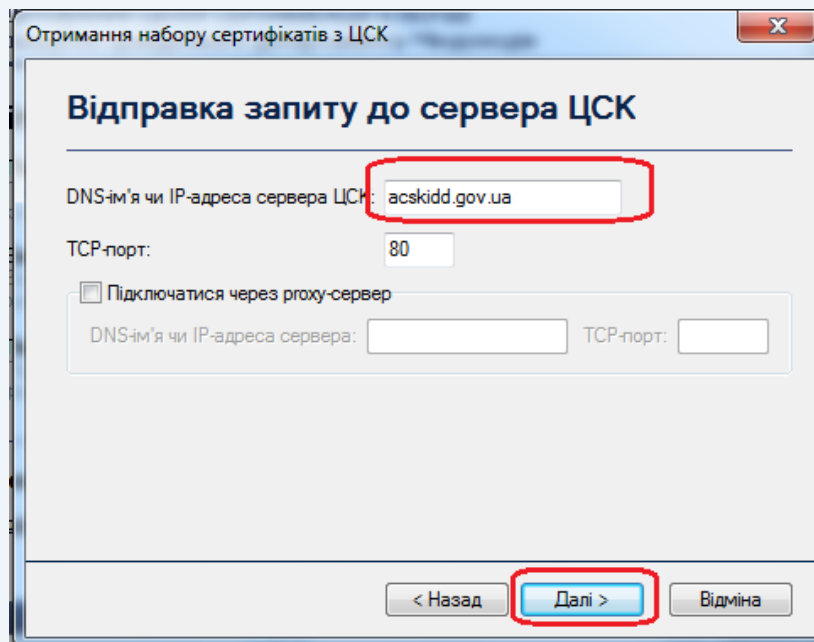 Отримання набору сертифікатів з ЦСК
Відправка запиту до сервера ЦСК
DNS-ім'я чи IP-адреса сервера ЦСК: acskidd.gov.ua
TCP-порт: 80
Підключатися через proxy-сервер
DNS-ім'я чи IP-адреса сервера: TCP-порт:
< Назад Далі > Відміна